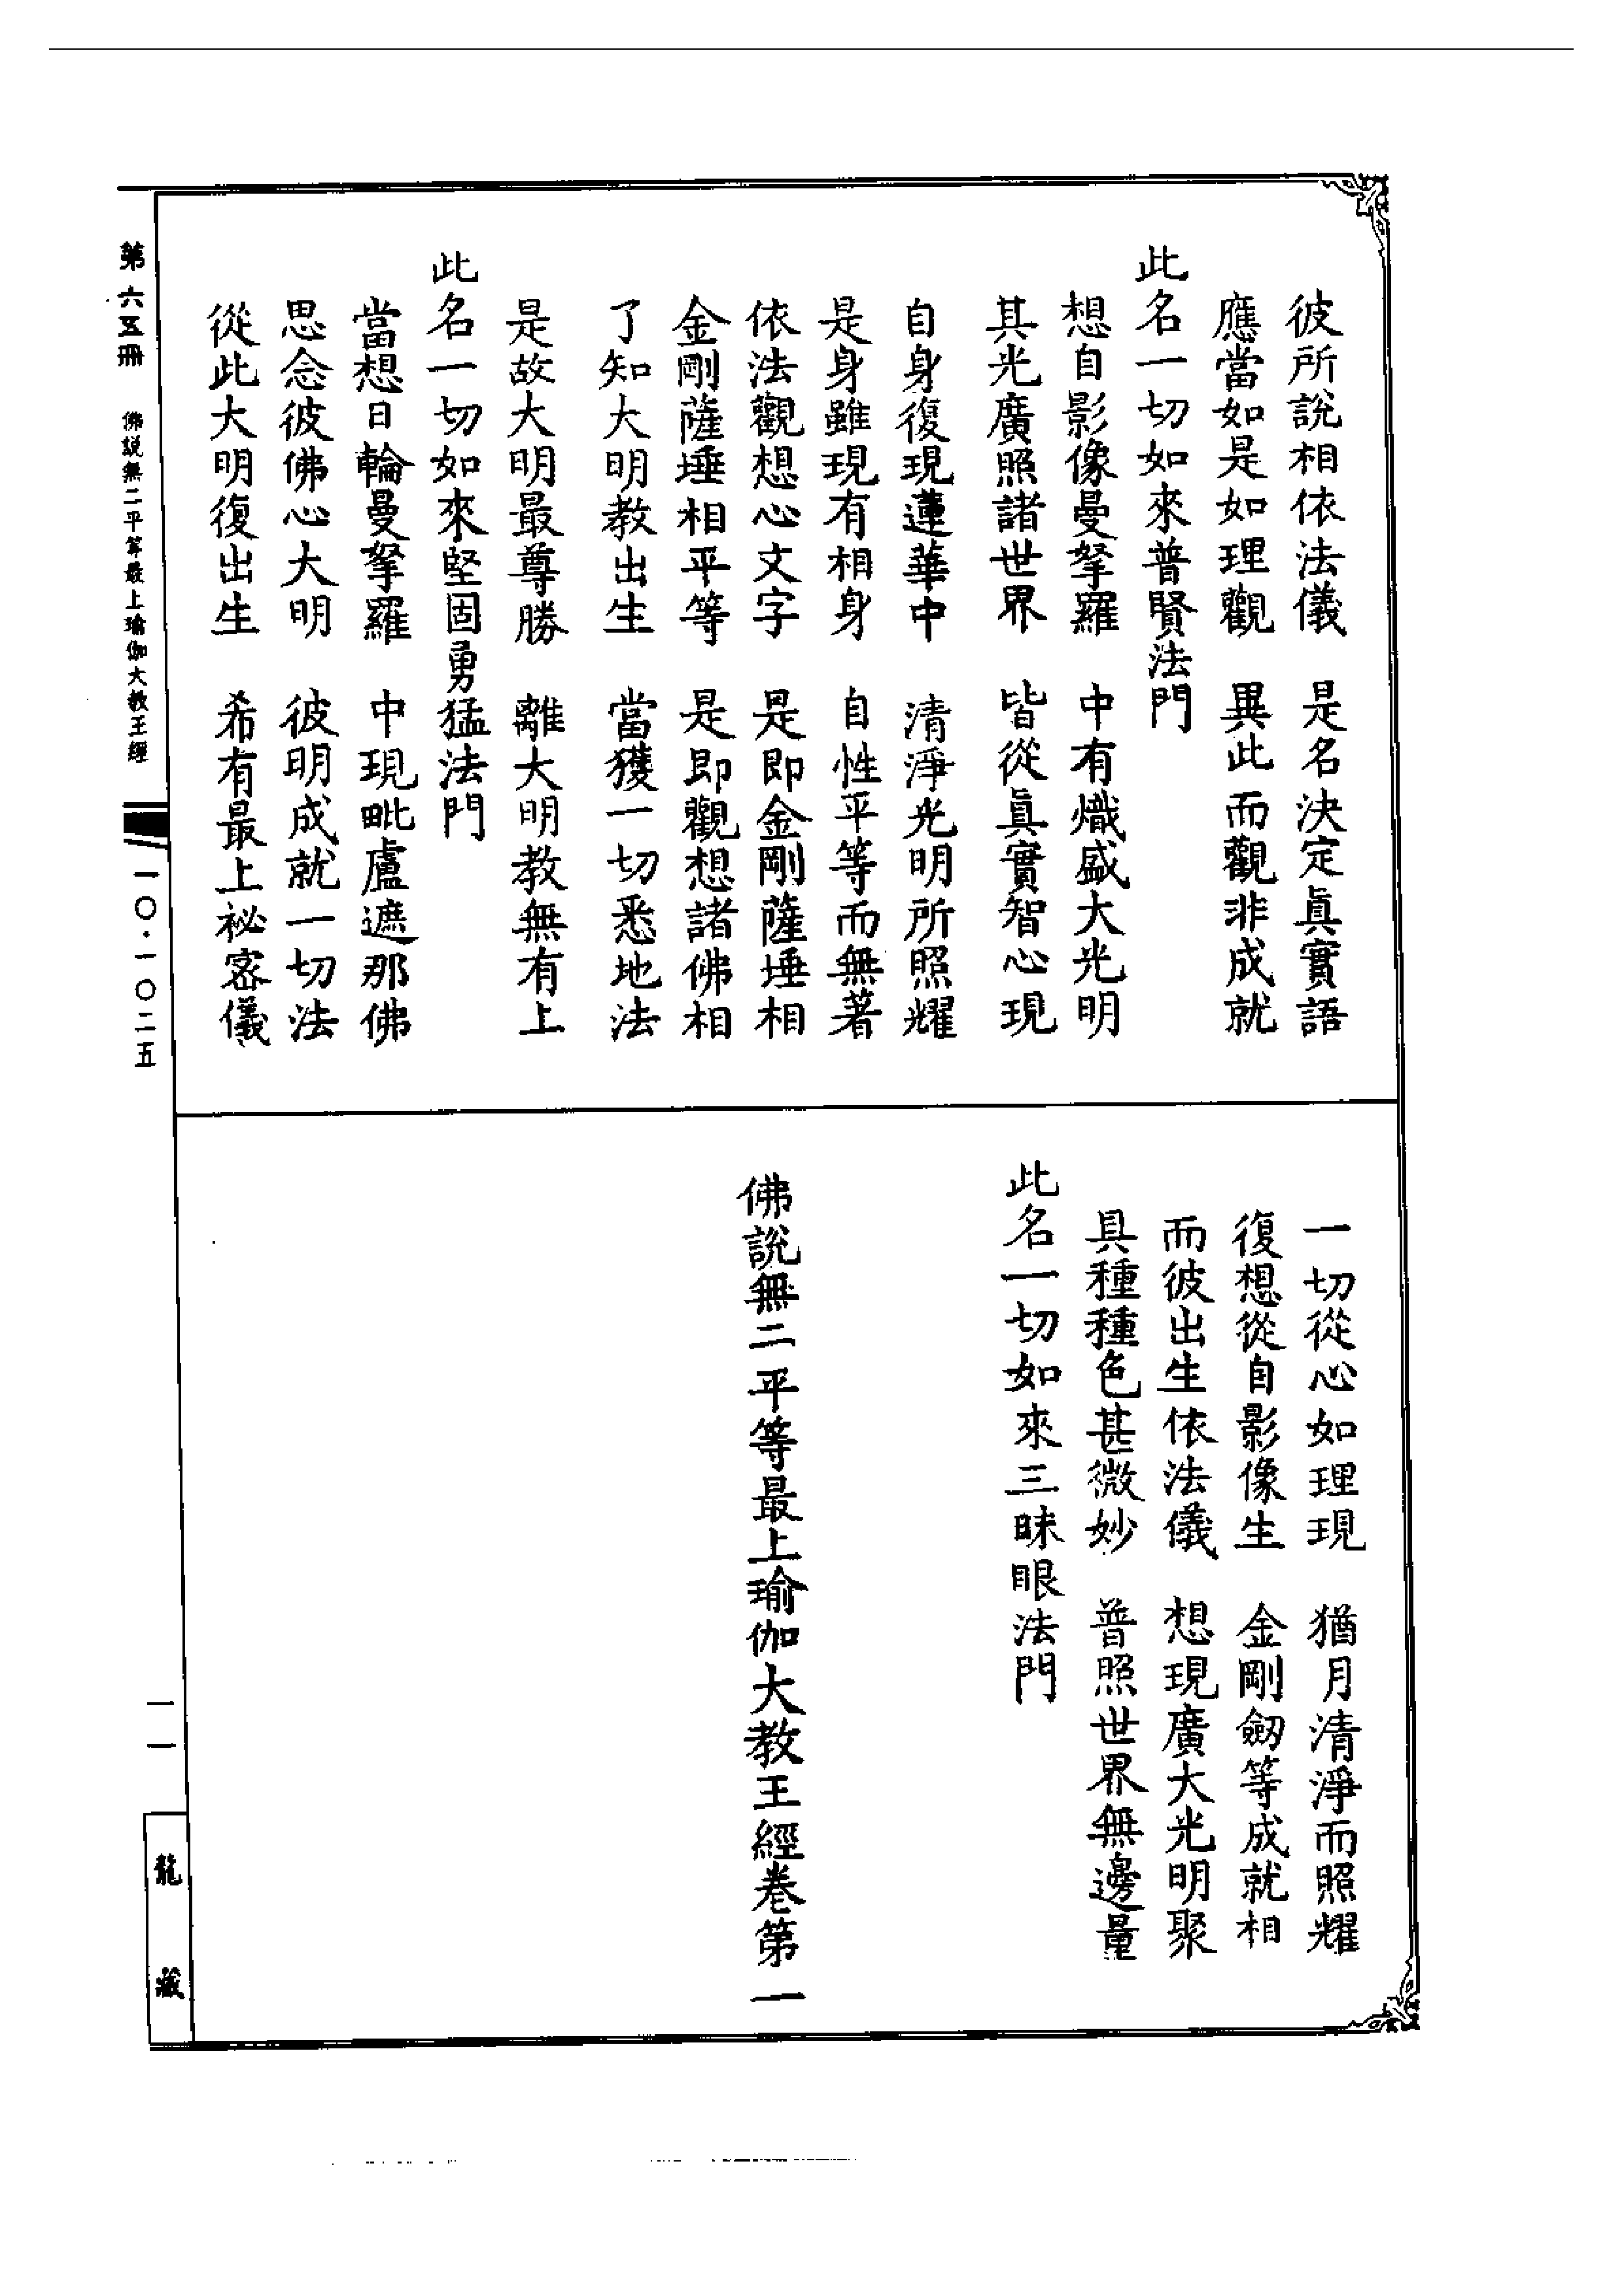 彼所說相依法儀　是名決定眞實語
應當如是如理觀　異此而觀非成就
此名一切如來普賢法門
想自影像曼拏羅　中有熾盛大光明
其光廣照諸世界　皆從眞實智心現
自身復現蓮華中　清淨光明所照耀
是身雖現有相身　自性平等而無著
依法觀想心文字　是即金剛薩埵相
金剛薩埵相平等　是即觀想諸佛相
了知大明教出生　當獲一切悉地法
是故大明最尊勝　離大明教無有上
此名一切如來堅固勇猛法門
當想日輪曼拏羅　中現毗盧遮那佛
思念彼佛心大明　彼明成就一切法
從此大明復出生　希有最上祕密儀
一切從心如理現　猶月清淨而照耀
復想從自影像生　金剛劒等成就相
而彼出生依法儀　想現廣大光明聚
具種種色甚微妙　普照世界無邊量
此名一切如來三昧眼法門
佛說無二平等最上瑜伽大教王經卷第一
第六五冊　佛説無二平等最上瑜伽大教王經
一〇·一〇二五
一一
龍藏